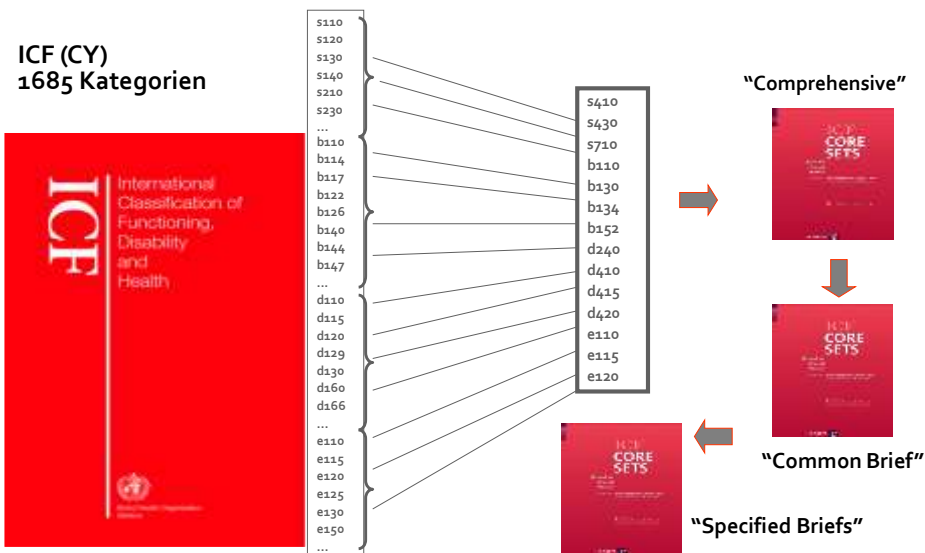 ICF (CY)
1685 Kategorien
ICF
International
Classification of
Functioning,
Disability
and
Health
s110
s120
s130
s140
s210
s230
...
b110
b114
b117
b122
b126
b140
b144
b147
...
d110
d115
d120
d129
d130
d160
d166
...
e110
e115
e120
e125
e130
e150
...
s410
s430
s710
b110
b130
b134
b152
d240
d410
d415
d420
e110
e115
e120
“Comprehensive”
ICF
CORE
SETS
ICF
CORE
SETS
“Common Brief”
ICF
CORE
SETS
“Specified Briefs”